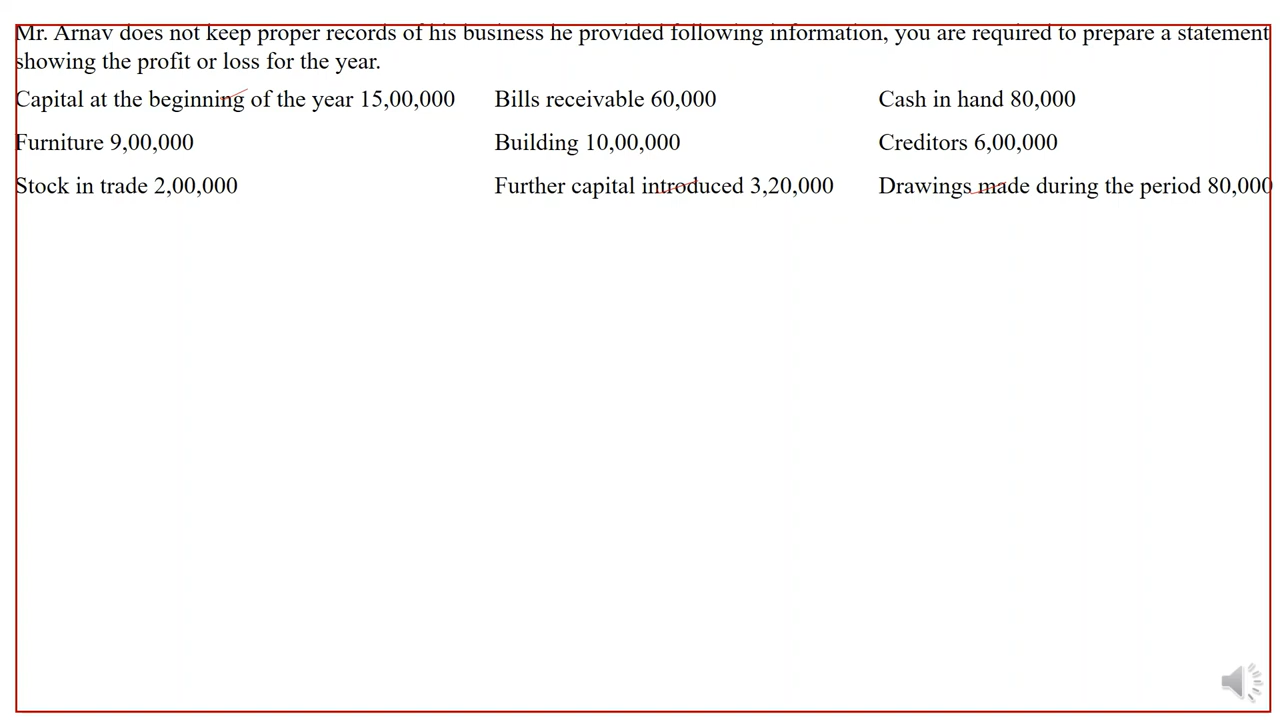 Mr. Arnav does not keep proper records of his business he provided following information, you are required to prepare a statement
showing the profit or loss for the year.
Capital at the beginning of the year 15,00,000 Bills receivable 60,000 Cash in hand 80,000
Furniture 9,00,000 Building 10,00,000 Creditors 6,00,000
Stock in trade 2,00,000 Further capital introduced 3,20,000 Drawings made during the period 80,000